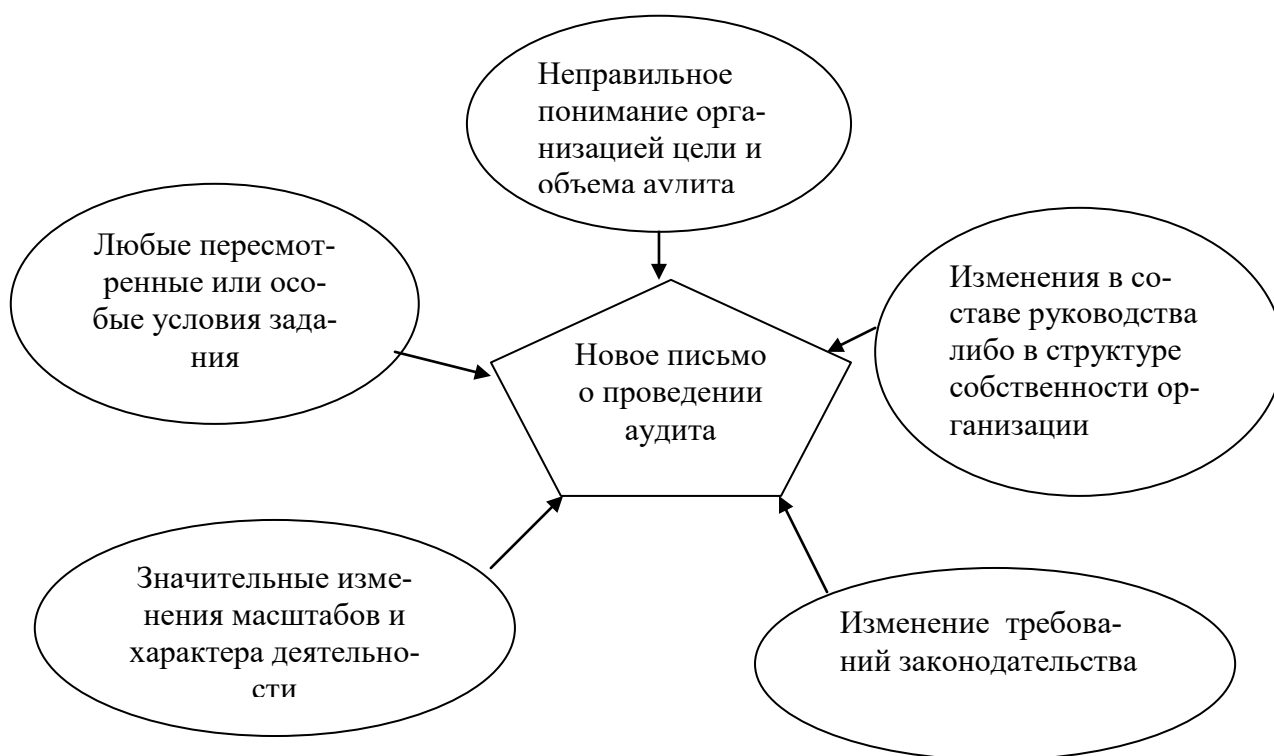 Неправильное
понимание орга-
низацией цели и
объема аудита
Любые пересмот-
ренные или осо-
бые условия зада-
ния
Изменения в со-
ставе руководства
либо в структуре
собственности ор-
ганизации
Новое письмо
о проведении
аудита
Значительные изме-
нения масштабов и
характера деятельно-
сти
Изменение  требова-
ний законодательства